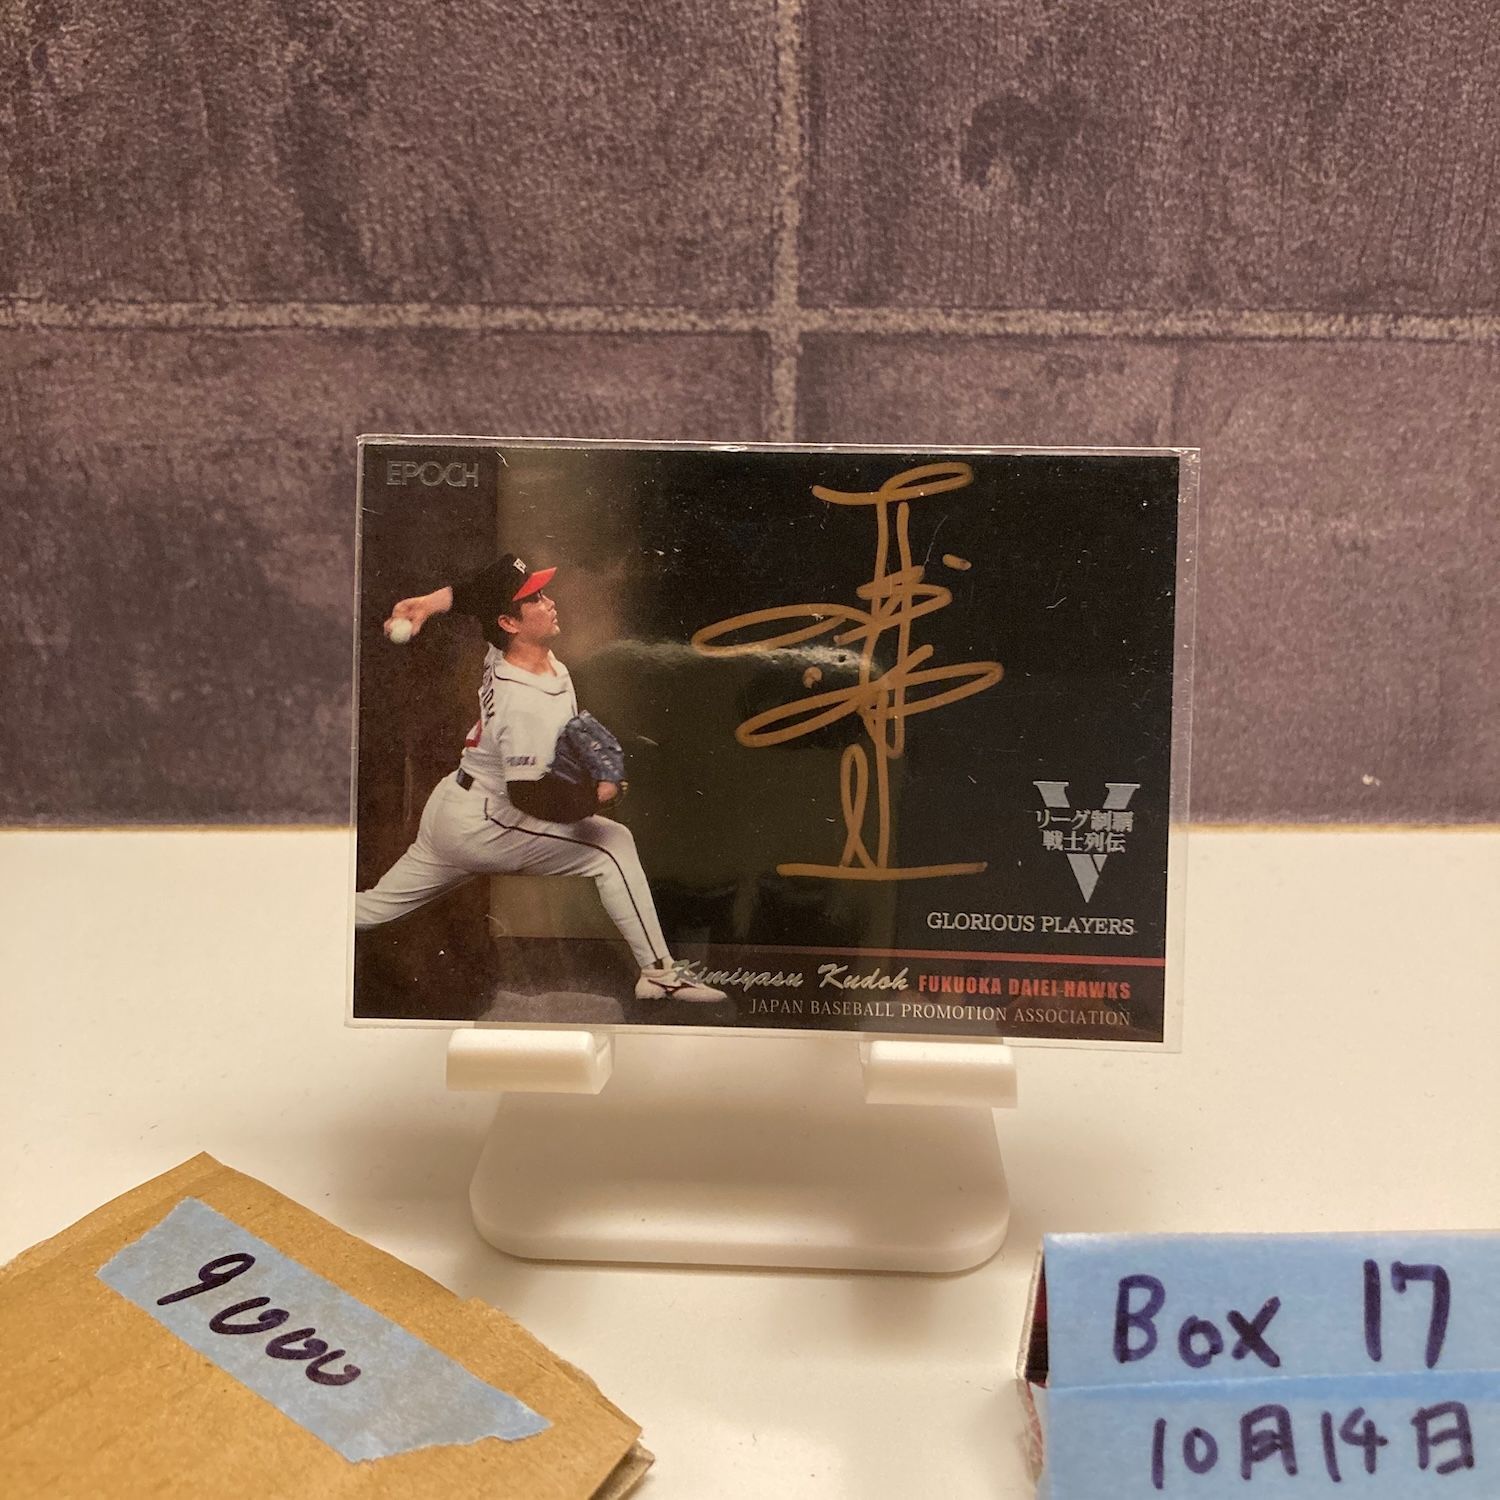 EPOCH
リーグ制覇
戦士列伝
GLORIOUS PLAYERS
Kimiyasu Kudoh FUKUOKA DAIEI HAWKS
JAPAN BASEBALL PROMOTION ASSOCIATION
9000
Box 17
10月14日